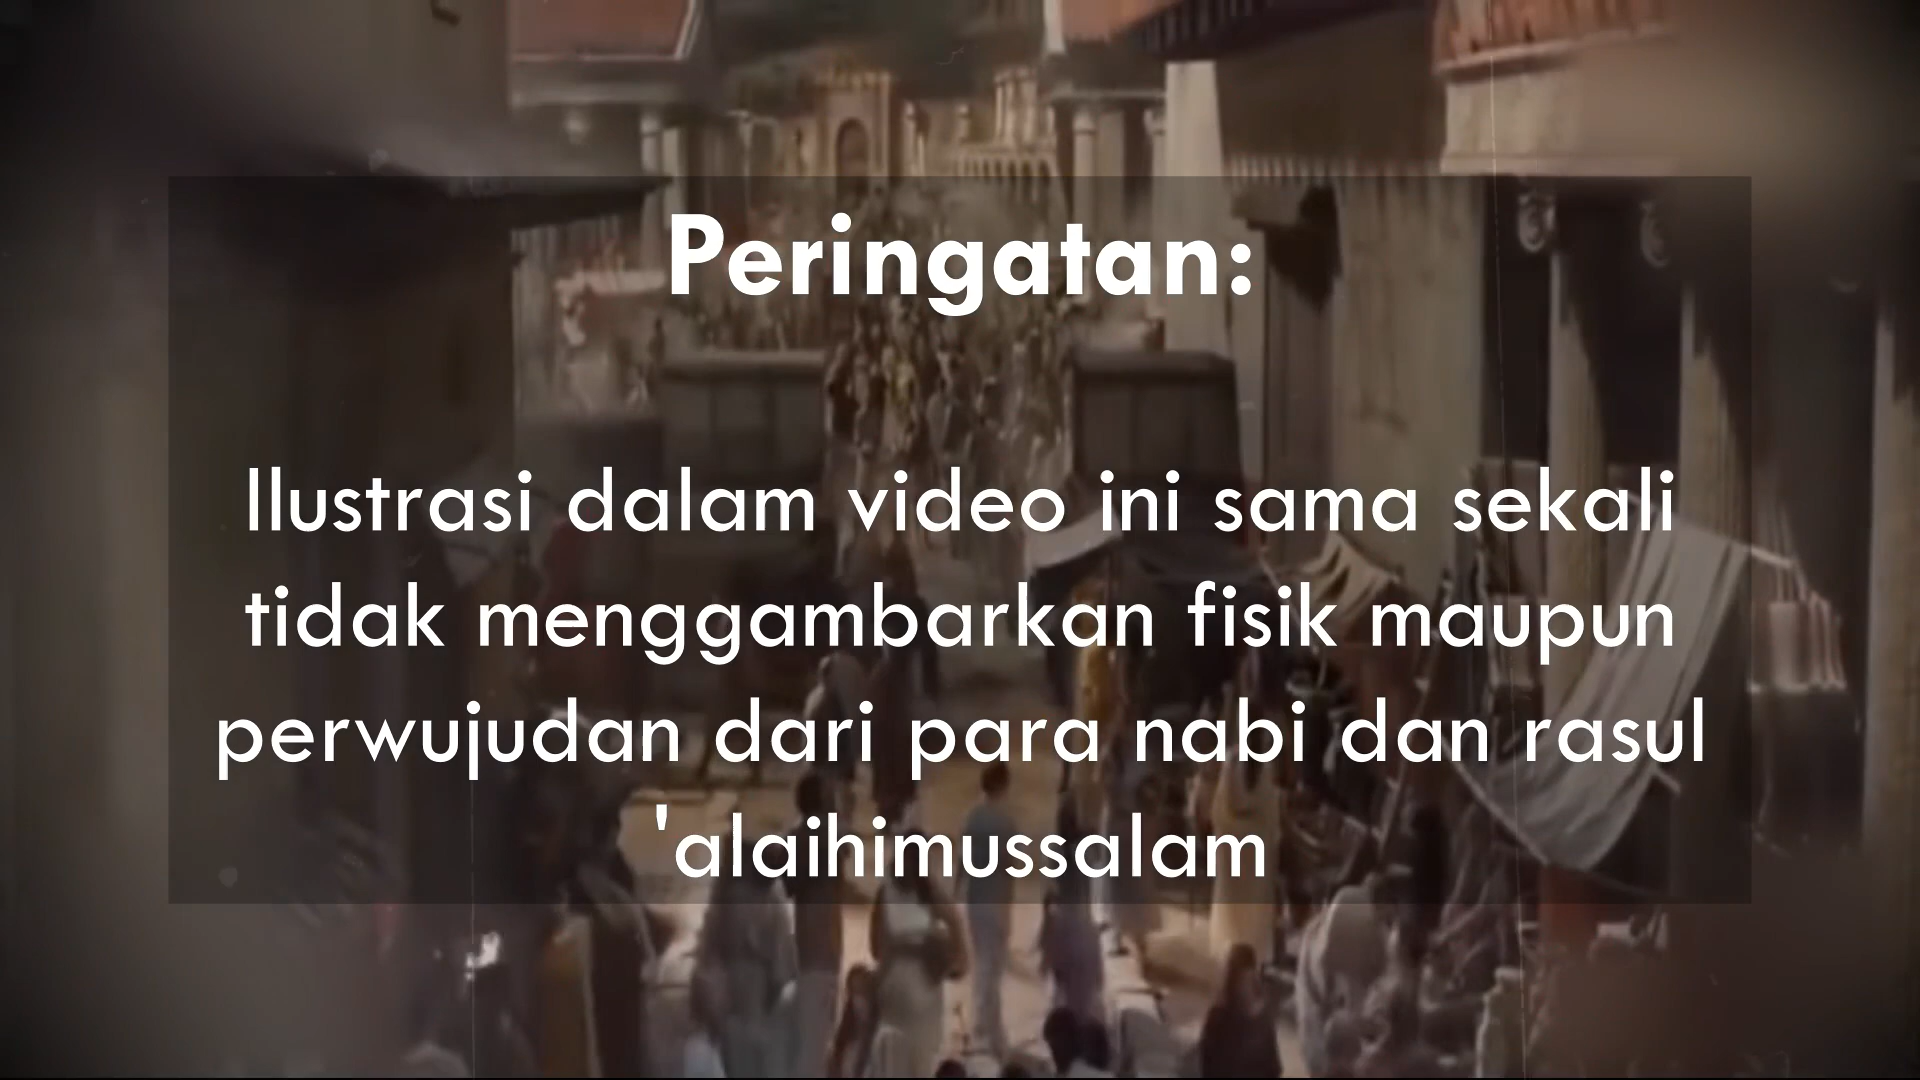 Peringatan:
Ilustrasi dalam video ini sama sekali
tidak menggambarkan fisik maupun
perwujudan dari para nabi dan rasul
'alaihimussalam